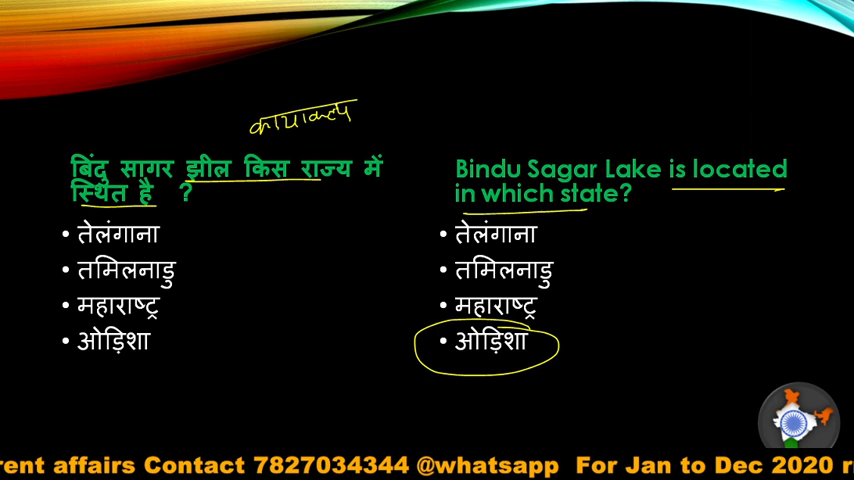 कायाकल्प
बिंदु सागर झील किस राज्य में
स्थित है ?
• तेलंगाना
• तमिलनाडु
• महाराष्ट्र
• ओड़िशा
Bindu Sagar Lake is located
in which state?
• तेलंगाना
• तमिलनाडु
• महाराष्ट्र
• ओड़िशा
rent affairs Contact 7827034344 @whatsapp For Jan to Dec 2020 r